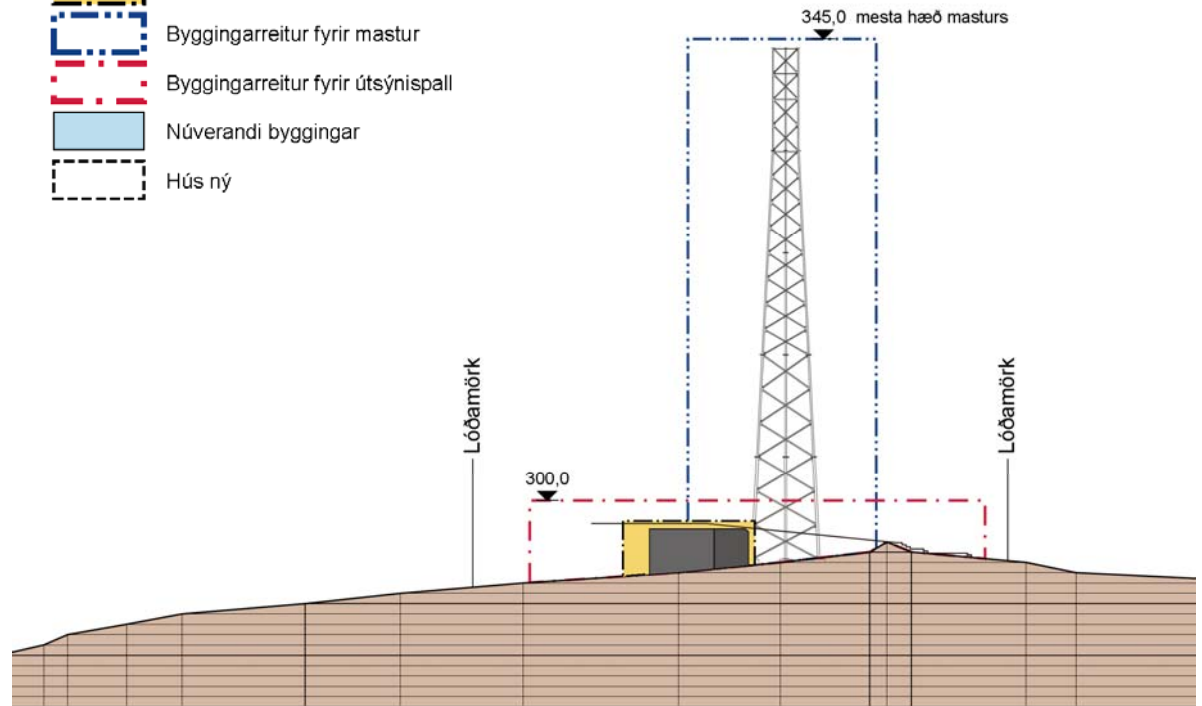 345,0 mesta hæð masturs
Byggingarreitur fyrir mastur
Byggingarreitur fyrir útsýnispall
Núverandi byggingar
Hús ný
Lóðamörk
Lóðamörk
300,0